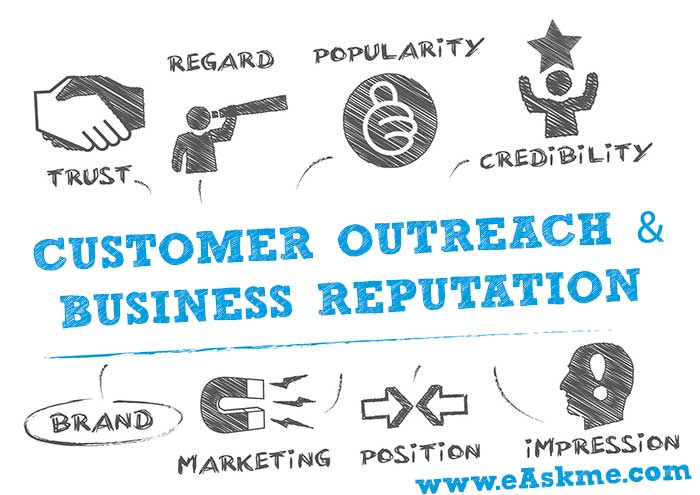 REGARD
POPULARITY
TRUST
CREDiBiLiTY
CUSTOMER OUTREACH &
BUSINESS REPUTATION
BRAND
MARKETiNG
POSiTiON
iMPRESSiON
www.eAskme.com